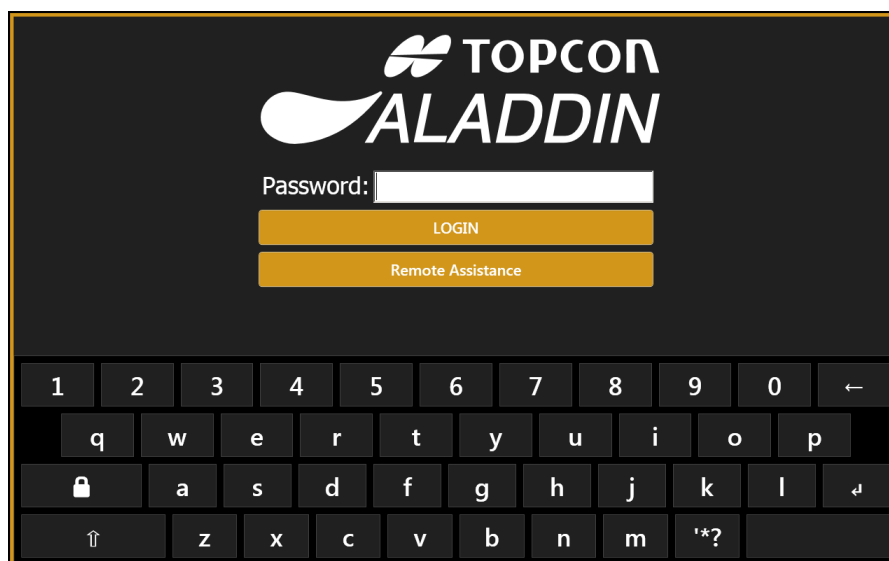 TOPCON
ALADDIN
Password:
LOGIN
Remote Assistance
1 2 3 4 5 6 7 8 9 0 ←
q w e r t y u i o p
a s d f g h j k l ↲
⇧ z x c v b n m '*?